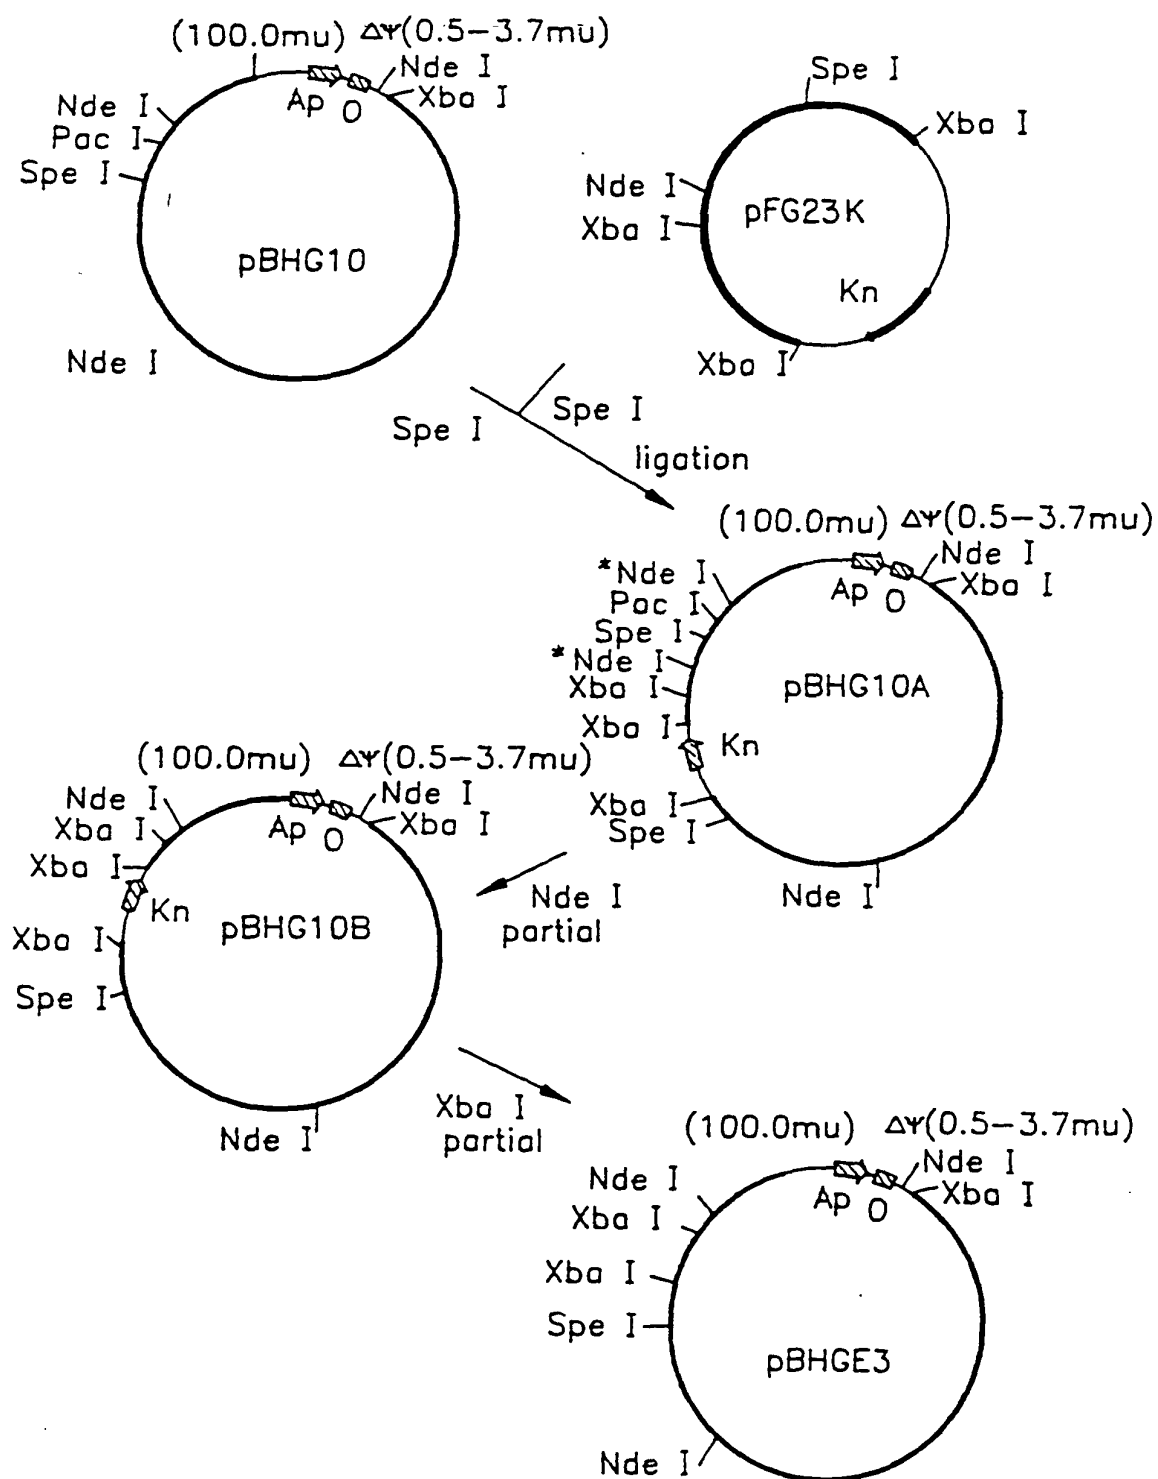 (100.0mu) ΔΨ(0.5-3.7mu)
Nde I
Xba I
Ap O
Nde I
Pac I
Spe I
pBHG10
Nde I
Spe I
Xba I
Nde I
Xba I
pFG23K
Kn
Xba I
Spe I
Spe I
ligation
(100.0mu) ΔΨ(0.5-3.7mu)
Nde I
Xba I
Ap O
*Nde I
Pac I
Spe I
*Nde I
Xba I
Xba I
Kn
pBHG10A
Xba I
Spe I
Nde I
Nde I
partial
(100.0mu) ΔΨ(0.5-3.7mu)
Nde I
Xba I
Ap O
Nde I
Xba I
Xba I
Kn
pBHG10B
Xba I
Spe I
Nde I
Xba I
partial
(100.0mu) ΔΨ(0.5-3.7mu)
Nde I
Xba I
Ap O
Nde I
Xba I
Xba I
Spe I
pBHGE3
Nde I